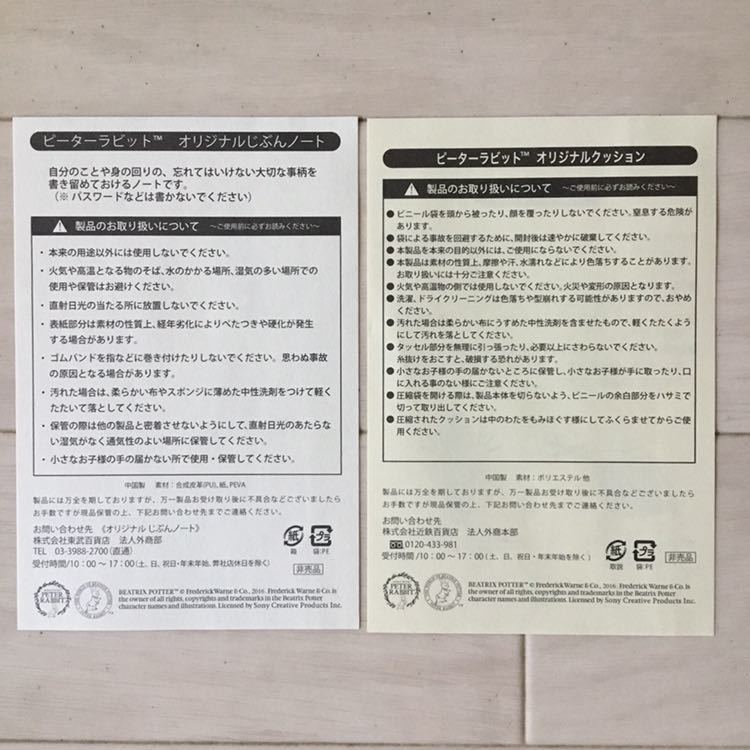 ピーターラビット™ オリジナルじぶんノート
自分のことや身の回りの、忘れてはいけない大切な事柄を
書き留めておけるノートです。
(※ パスワードなどは書かないでください)
製品のお取り扱いについて ～ご使用前に必ずお読みください～
・本来の用途以外には使用しないでください。
・火気や高温となる物のそば、水のかかる場所、湿気の多い場所での
使用や保管はお避けください。
・直射日光の当たる所に放置しないでください。
・表紙部分は素材の性質上、経年劣化によりべたつきや硬化が発生
する場合があります。
・ゴムバンドを指などに巻き付けたりしないでください。思わぬ事故
の原因となる場合があります。
・汚れた場合は、柔らかい布やスポンジに薄めた中性洗剤をつけて軽く
たたいて落としてください。
・保管の際は他の製品と密着させないようにして、直射日光のあたらな
い湿気がなく通気性のよい場所に保管してください。
・小さなお子様の手の届かない所で使用・保管してください。
中国製 素材：合成皮革(PU)、紙、PEVA
製品には万全を期しておりますが、万一製品お受け取り後に不具合などございましたら
お手数ですが現品保管の上、下記お問い合わせ先までご連絡ください。
お問い合わせ先 《オリジナル じぶんノート》
株式会社東武百貨店 法人外商部
TEL 03-3988-2700 (直通)
受付時間/10：00 ～ 17：00 (土、日、祝日・年末年始、弊社店休日を除く)
紙 箱
プラ 袋:PE
非売品
PETER RABBIT
BEATRIX POTTER™ © Frederick Warne & Co., 2016. Frederick Warne & Co. is
the owner of all rights, copyrights and trademarks in the Beatrix Potter
character names and illustrations. Licensed by Sony Creative Products Inc.
ピーターラビット™ オリジナルクッション
製品のお取り扱いについて ～ご使用前に必ずお読みください～
●ビニール袋を頭から被ったり、顔を覆ったりしないでください。窒息する危険が
あります。
●袋による事故を回避するために、開封後は速やかに破棄してください。
●本製品を本来の目的以外には、ご使用にならないでください。
●本製品は素材の性質上、摩擦や汗、水濡れなどにより色落ちすることがあります。
お取り扱いには十分ご注意ください。
●火気や高温物の側では使用しないでください。火災や変形の原因となります。
●洗濯、ドライクリーニングは色落ちや型崩れする可能性がありますので、おやめ
ください。
●汚れた場合は柔らかい布にうすめた中性洗剤を含ませたもので、軽くたたくよう
にして汚れを落としてください。
●タッセル部分を無理に引っ張ったり、必要以上にさわらないでください。
糸抜けをおこすと、破損する恐れがあります。
●小さなお子様の手の届かないところに保管し、小さなお子様が手に取ったり、口
に入れる事のない様にご注意ください。
●圧縮袋を開ける際は、製品本体を切らないよう、ビニールの余白部分をハサミで
切って取り出してください。
●圧縮されたクッションは中のわたをもみほぐす様にしてふくらませてからご使
用ください。
中国製 素材：ポリエステル 他
製品には万全を期しておりますが、万一製品お受け取り後に不具合などございましたら
お手数ですが現品保管の上、下記お問い合わせ先までご連絡ください。
お問い合わせ先
株式会社近鉄百貨店 法人外商本部
0120-433-981
受付時間/10：00 ～ 17：00 (土、日、祝日・年末年始を除く)
紙 取説
プラ 袋:PE
非売品
PETER RABBIT
BEATRIX POTTER™ © Frederick Warne & Co., 2016. Frederick Warne & Co. is
the owner of all rights, copyrights and trademarks in the Beatrix Potter
character names and illustrations. Licensed by Sony Creative Products Inc.